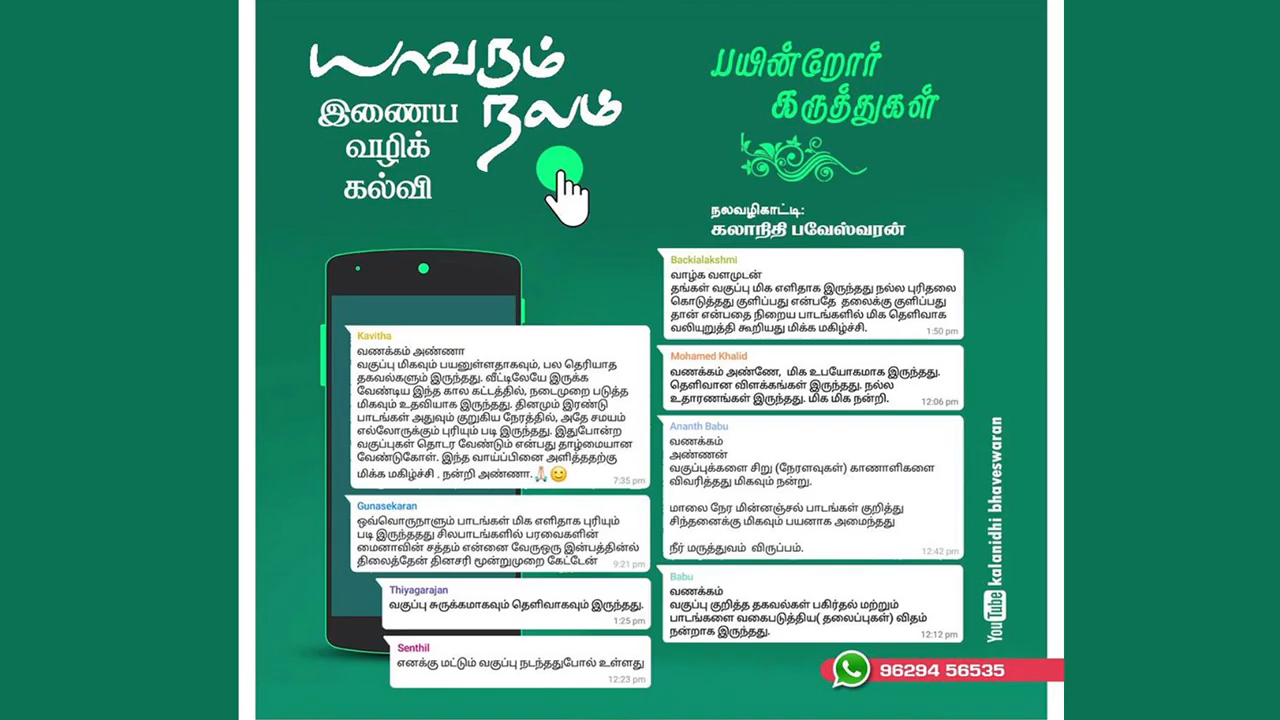 யாவரும்
நலம்
இணைய
வழிக்
கல்வி
பயின்றோர்
கருத்துகள்
நலவழிகாட்டி:
கலாநிதி பவேஸ்வரன்
Kavitha
வணக்கம் அண்ணா
வகுப்பு மிகவும் பயனுள்ளதாகவும், பல தெரியாத
தகவல்களும் இருந்தது. வீட்டிலேயே இருக்க
வேண்டிய இந்த கால கட்டத்தில், நடைமுறை படுத்த
மிகவும் உதவியாக இருந்தது. தினமும் இரண்டு
பாடங்கள் அதுவும் குறுகிய நேரத்தில், அதே சமயம்
எல்லோருக்கும் புரியும் படி இருந்தது. இதுபோன்ற
வகுப்புகள் தொடர வேண்டும் என்பது தாழ்மையான
வேண்டுகோள். இந்த வாய்ப்பினை அளித்ததற்கு
மிக்க மகிழ்ச்சி . நன்றி அண்ணா.🙏🏻😊
7:35 pm
Gunasekaran
ஒவ்வொருநாளும் பாடங்கள் மிக எளிதாக புரியும்
படி இருந்ததது சிலபாடங்களில் பரவைகளின்
மைனாவின் சத்தம் என்னை வேருஒரு இன்பத்தின்ல்
திலைத்தேன் தினசரி மூன்றுமுறை கேட்டேன்
9:21 pm
Thiyagarajan
வகுப்பு சுருக்கமாகவும் தெளிவாகவும் இருந்தது.
1:25 pm
Senthil
எனக்கு மட்டும் வகுப்பு நடந்ததுபோல் உள்ளது
12:23 pm
Backialakshmi
வாழ்க வளமுடன்
தங்கள் வகுப்பு மிக எளிதாக இருந்தது நல்ல புரிதலை
கொடுத்தது குளிப்பது என்பதே தலைக்கு குளிப்பது
தான் என்பதை நிறைய பாடங்களில் மிக தெளிவாக
வலியுறுத்தி கூறியது மிக்க மகிழ்ச்சி.
1:50 pm
Mohamed Khalid
வணக்கம் அண்ணே, மிக உபயோகமாக இருந்தது.
தெளிவான விளக்கங்கள் இருந்தது. நல்ல
உதாரணங்கள் இருந்தது. மிக மிக நன்றி.
12:06 pm
Ananth Babu
வணக்கம்
அண்ணன்
வகுப்புக்களை சிறு (நேரளவுகள்) காணாளிகளை
விவரித்தது மிகவும் நன்று.
மாலை நேர மின்னஞ்சல் பாடங்கள் குறித்து
சிந்தனைக்கு மிகவும் பயனாக அமைந்தது
நீர் மருத்துவம் விருப்பம்.
12:42 pm
Babu
வணக்கம்
வகுப்பு குறித்த தகவல்கள் பகிர்தல் மற்றும்
பாடங்களை வகைபடுத்திய( தலைப்புகள்) விதம்
நன்றாக இருந்தது.
12:12 pm
YouTube kalanidhi bhaveswaran
96294 56535